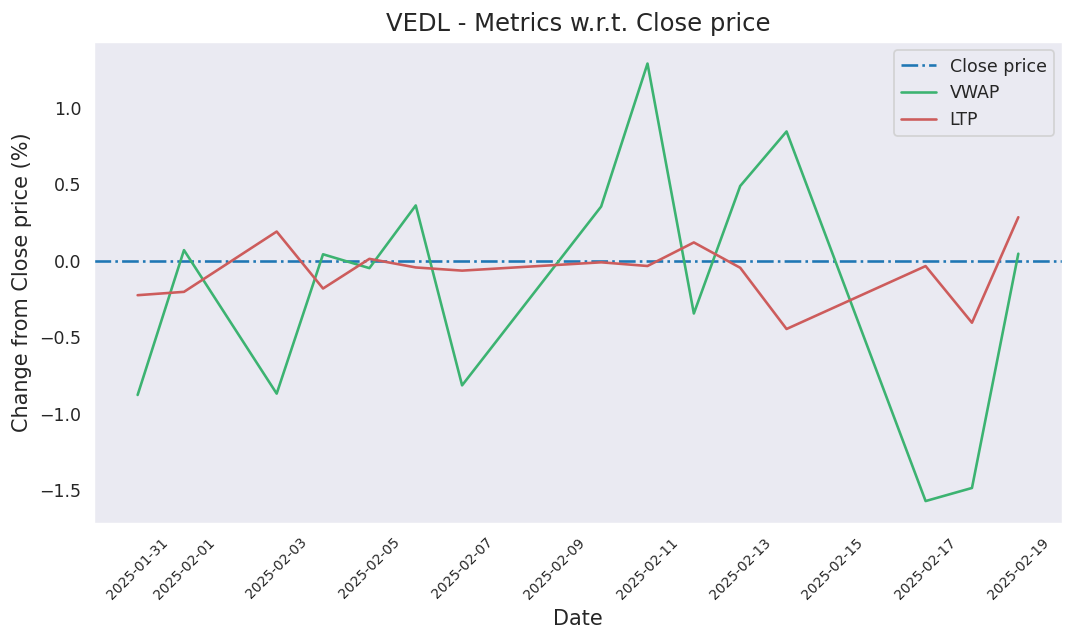 VEDL - Metrics w.r.t. Close price
Close price
VWAP
LTP
Change from Close price (%)
1.0
0.5
0.0
−0.5
−1.0
−1.5
2025-01-31
2025-02-01
2025-02-03
2025-02-05
2025-02-07
2025-02-09
2025-02-11
2025-02-13
2025-02-15
2025-02-17
2025-02-19
Date